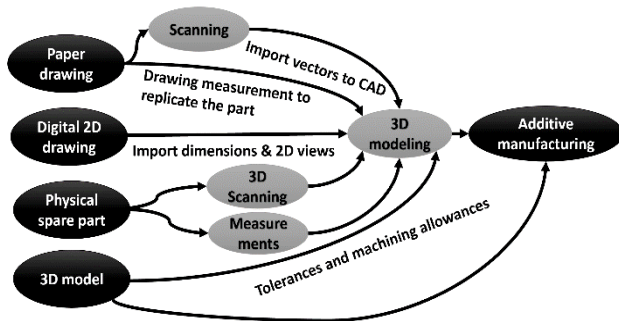 Scanning
Paper
drawing
Import vectors to CAD
Drawing measurement to
replicate the part
Digital 2D
drawing
Import dimensions & 2D views
3D
modeling
Additive
manufacturing
3D
Scanning
Physical
spare part
Measure
ments
3D model
Tolerances and machining allowances